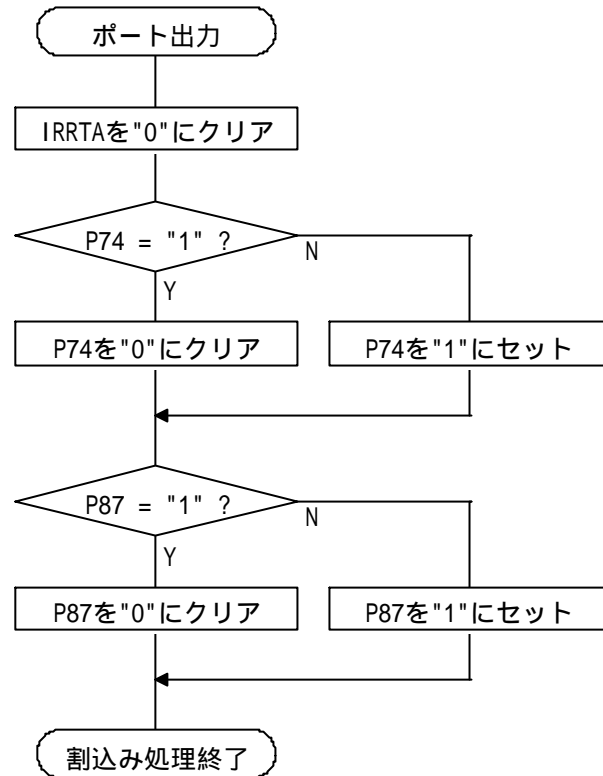 ポート出力
IRRTAを"0"にクリア
P74 = "1" ?
N
Y
P74を"0"にクリア
P74を"1"にセット
P87 = "1" ?
N
Y
P87を"0"にクリア
P87を"1"にセット
割込み処理終了